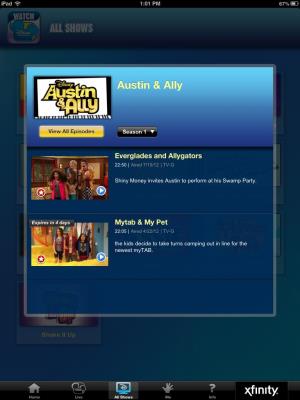 iPad
1:01 PM
67%
WATCH
ALL SHOWS
Disney
AUSTIN
& ALLY
Austin & Ally
View All Episodes
Season 1
Everglades and Allygators
22:50 | Aired 7/15/12 | TV-G
Shiny Money invites Austin to perform at his Swamp Party.
Expires in 4 days
Mytab & My Pet
22:05 | Aired 4/22/12 | TV-G
the kids decide to take turns camping out in line for the
newest myTAB.
Shake It Up
Home
Live
All Shows
Me
Info
xfinity